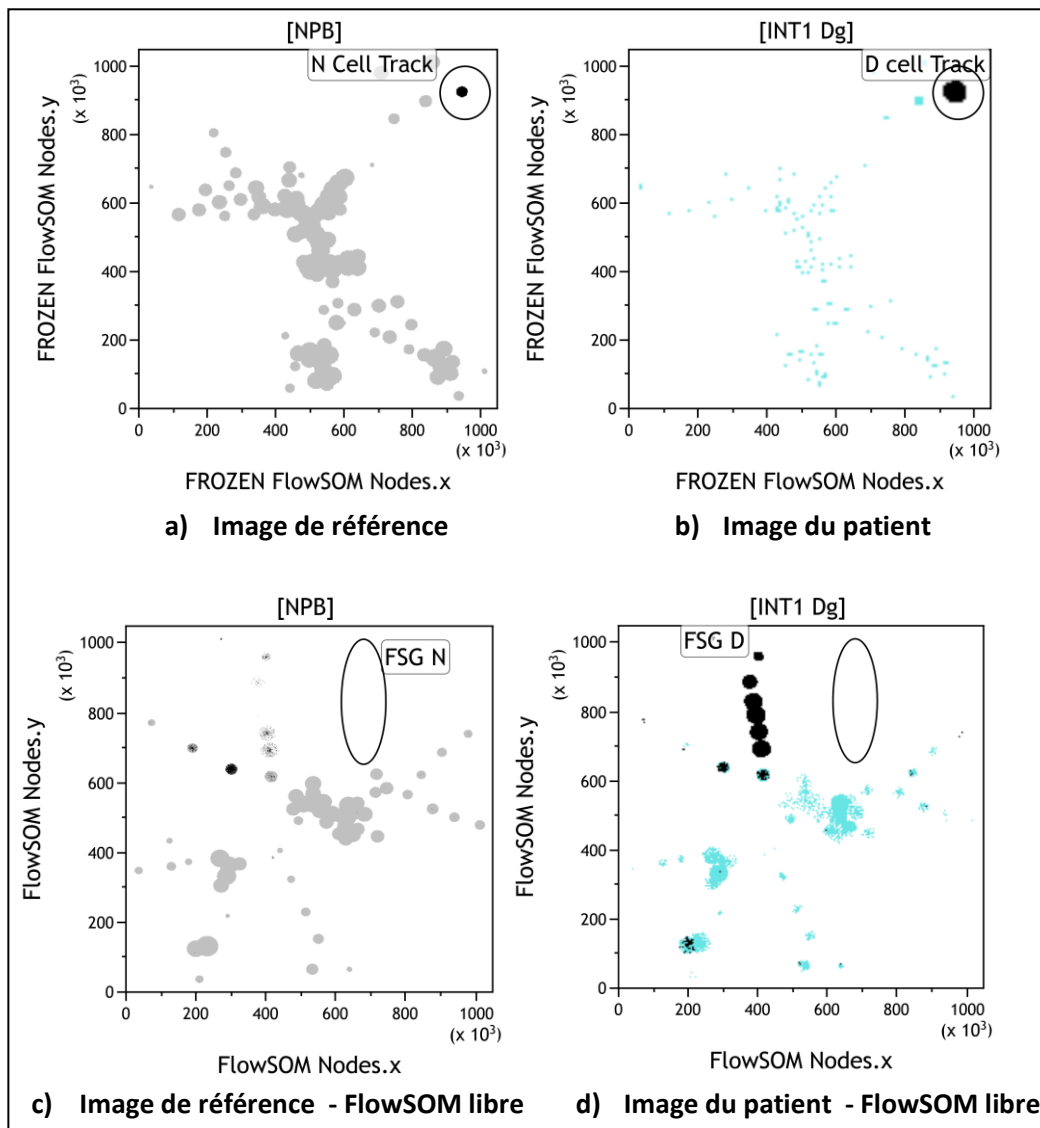 [NPB]
N Cell Track
1000
800
600
400
200
0
(x 10³)
FROZEN FlowSOM Nodes.y
0 200 400 600 800 1000
(x 10³)
FROZEN FlowSOM Nodes.x
a) Image de référence
[INT1 Dg]
D cell Track
1000
800
600
400
200
0
(x 10³)
FROZEN FlowSOM Nodes.y
0 200 400 600 800 1000
(x 10³)
FROZEN FlowSOM Nodes.x
b) Image du patient
[NPB]
FSG N
1000
800
600
400
200
0
(x 10³)
FlowSOM Nodes.y
0 200 400 600 800 1000
(x 10³)
FlowSOM Nodes.x
c) Image de référence - FlowSOM libre
[INT1 Dg]
FSG D
1000
800
600
400
200
0
(x 10³)
FlowSOM Nodes.y
0 200 400 600 800 1000
(x 10³)
FlowSOM Nodes.x
d) Image du patient - FlowSOM libre